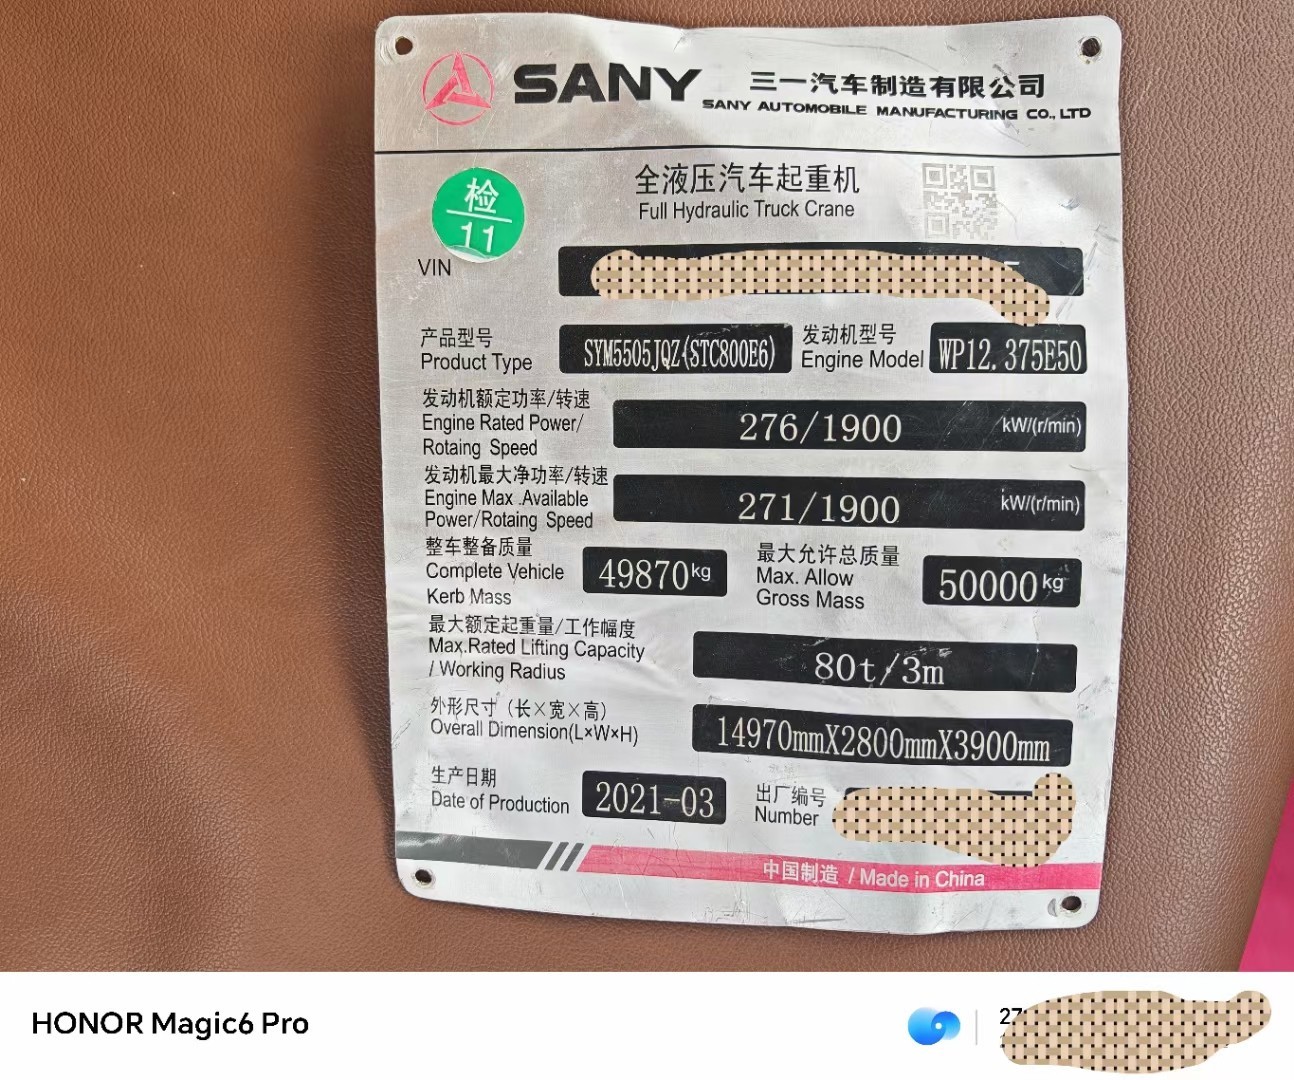 SANY 三一汽车制造有限公司
SANY AUTOMOBILE MANUFACTURING CO., LTD
检
11
全液压汽车起重机
Full Hydraulic Truck Crane
VIN
产品型号
Product Type
SYM5505JQZ(STC800E6)
发动机型号
Engine Model
WP12.375E50
发动机额定功率/转速
Engine Rated Power/
Rotaing Speed
276/1900 kW/(r/min)
发动机最大净功率/转速
Engine Max .Available
Power/Rotaing Speed
271/1900 kW/(r/min)
整车整备质量
Complete Vehicle
Kerb Mass
49870kg
最大允许总质量
Max. Allow
Gross Mass
50000kg
最大额定起重量/工作幅度
Max.Rated Lifting Capacity
/ Working Radius
80t/3m
外形尺寸（长×宽×高）
Overall Dimension(L×W×H)
14970mmX2800mmX3900mm
生产日期
Date of Production
2021-03
出厂编号
Number
中国制造 / Made in China
HONOR Magic6 Pro
27